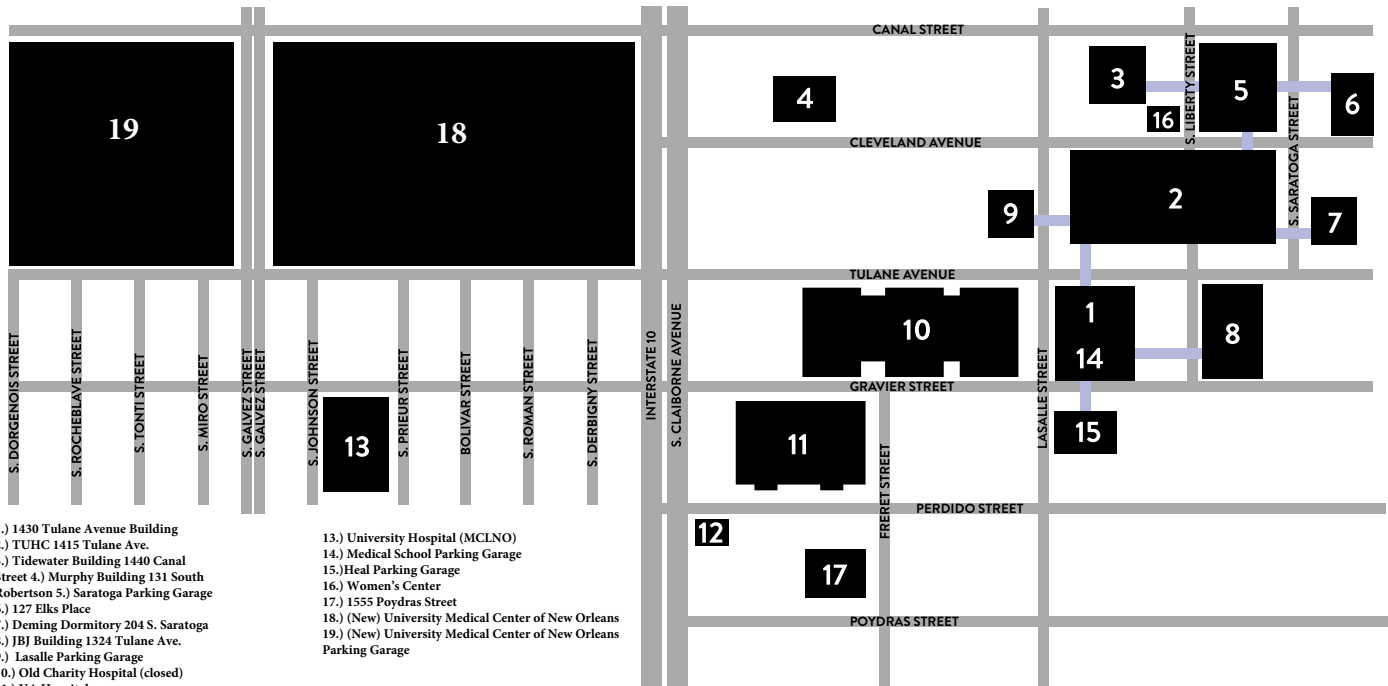 CANAL STREET
3
5
6
4
16
19
18
S. LIBERTY STREET
S. SARATOGA STREET
CLEVELAND AVENUE
2
9
7
TULANE AVENUE
10
1
14
8
GRAVIER STREET
S. DORGENOIS STREET
S. ROCHEBLAVE STREET
S. TONTI STREET
S. MIRO STREET
S. GALVEZ STREET
S. GALVEZ STREET
S. JOHNSON STREET
S. PRIEUR STREET
BOLIVAR STREET
S. ROMAN STREET
S. DERBIGNY STREET
INTERSTATE 10
S. CLAIBORNE AVENUE
LASALLE STREET
FRERET STREET
13
11
15
PERDIDO STREET
12
17
POYDRAS STREET
.) 1430 Tulane Avenue Building
.) TUHC 1415 Tulane Ave.
.) Tidewater Building 1440 Canal
treet 4.) Murphy Building 131 South
Robertson 5.) Saratoga Parking Garage
.) 127 Elks Place
.) Deming Dormitory 204 S. Saratoga
.) JBJ Building 1324 Tulane Ave.
.) Lasalle Parking Garage
0.) Old Charity Hospital (closed)
13.) University Hospital (MCLNO)
14.) Medical School Parking Garage
15.)Heal Parking Garage
16.) Women's Center
17.) 1555 Poydras Street
18.) (New) University Medical Center of New Orleans
19.) (New) University Medical Center of New Orleans
Parking Garage